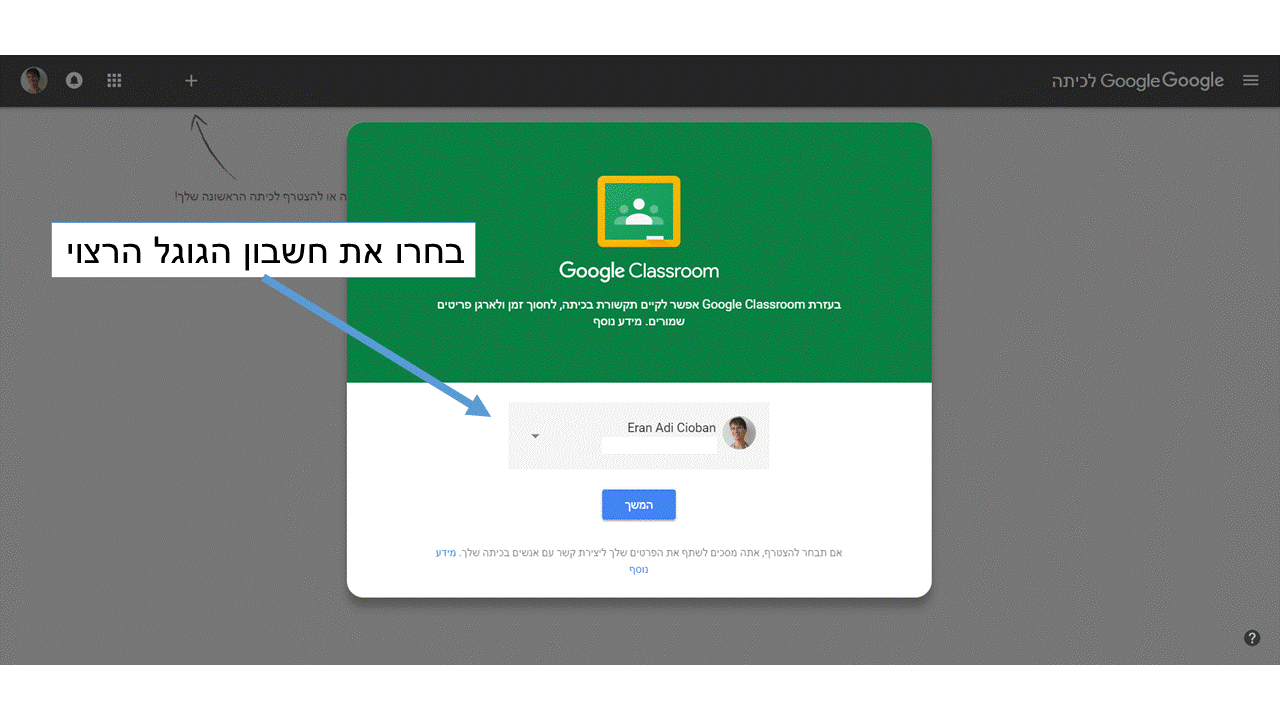 Google Google לכיתה
ה או להצטרף לכיתה הראשונה שלך!
בחרו את חשבון הגוגל הרצוי
Google Classroom
בעזרת Google Classroom אפשר לקיים תקשורת בכיתה, לחסוך זמן ולארגן פריטים
שמורים. מידע נוסף
Eran Adi Cioban
המשך
אם תבחר להצטרף, אתה מסכים לשתף את הפרטים שלך ליצירת קשר עם אנשים בכיתה שלך. מידע
נוסף
?